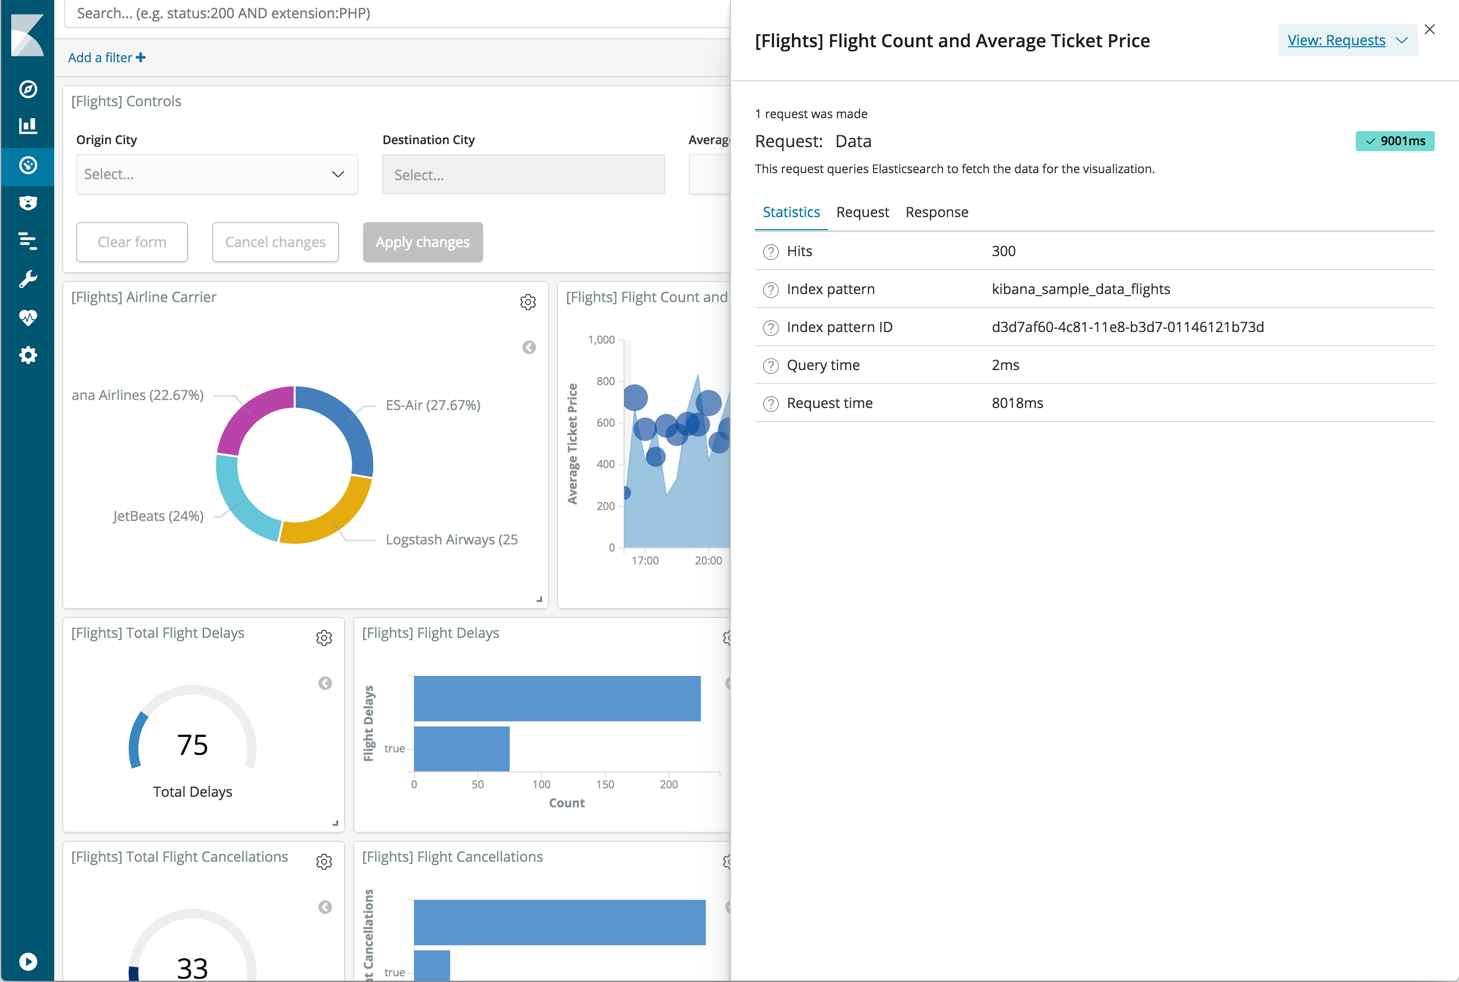 Search... (e.g. status:200 AND extension:PHP)
Add a filter +
[Flights] Controls
Origin City
Destination City
Average
Select...
Select...
Clear form
Cancel changes
Apply changes
[Flights] Airline Carrier
ana Airlines (22.67%)
ES-Air (27.67%)
JetBeats (24%)
Logstash Airways (25
[Flights] Flight Count and
Average Ticket Price
1,000
800
600
400
200
0
17:00
20:00
[Flights] Total Flight Delays
75
Total Delays
[Flights] Flight Delays
Flight Delays
true
0
50
100
150
200
Count
[Flights] Total Flight Cancellations
33
[Flights] Flight Cancellations
t Cancellations
true
[Flights] Flight Count and Average Ticket Price
View: Requests
1 request was made
Request: Data
9001ms
This request queries Elasticsearch to fetch the data for the visualization.
Statistics Request Response
Hits 300
Index pattern kibana_sample_data_flights
Index pattern ID d3d7af60-4c81-11e8-b3d7-01146121b73d
Query time 2ms
Request time 8018ms